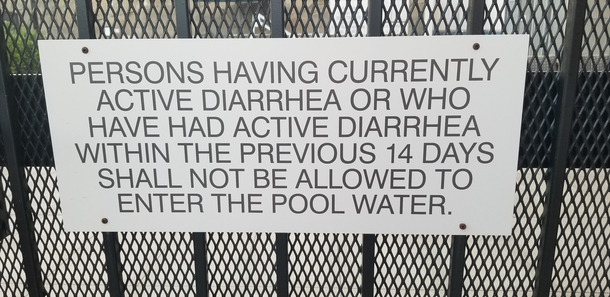 PERSONS HAVING CURRENTLY
ACTIVE DIARRHEA OR WHO
HAVE HAD ACTIVE DIARRHEA
WITHIN THE PREVIOUS 14 DAYS
SHALL NOT BE ALLOWED TO
ENTER THE POOL WATER.